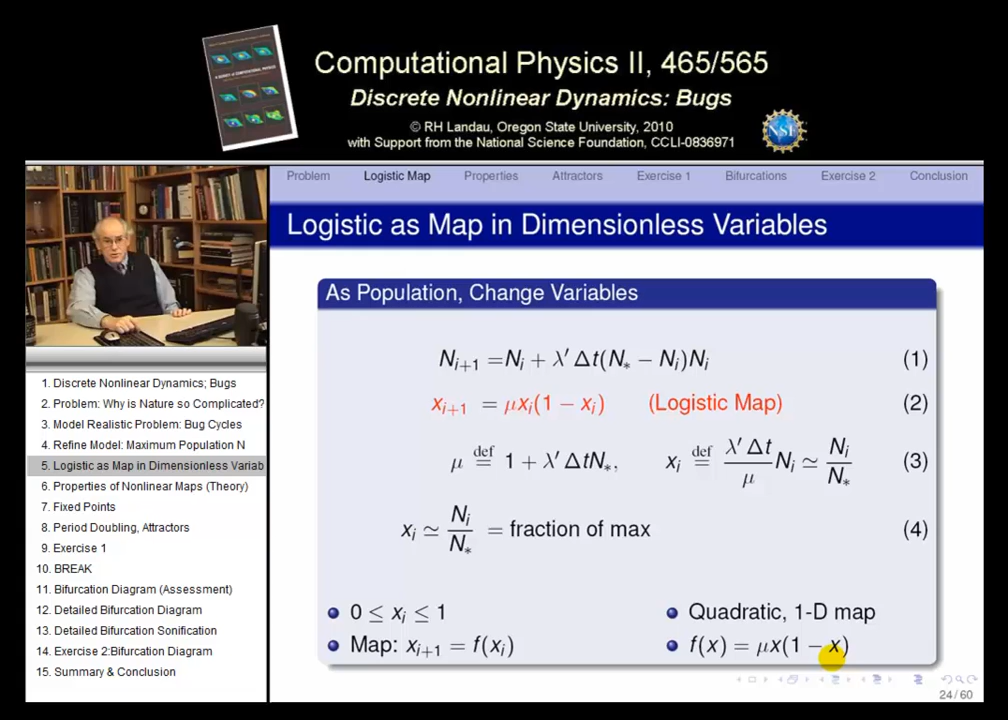 Computational Physics II, 465/565
Discrete Nonlinear Dynamics: Bugs
© RH Landau, Oregon State University, 2010
with Support from the National Science Foundation, CCLI-0836971
NSF
Problem Logistic Map Properties Attractors Exercise 1 Bifurcations Exercise 2 Conclusion
Logistic as Map in Dimensionless Variables
As Population, Change Variables
N_{i+1} = N_i + λ′ Δt(N_* − N_i)N_i (1)
x_{i+1} = μx_i(1 − x_i) (Logistic Map) (2)
μ ≝ 1 + λ′ ΔtN_*, x_i ≝ λ′ Δt/μ N_i ≃ N_i/N_* (3)
x_i ≃ N_i/N_* = fraction of max (4)
0 ≤ x_i ≤ 1
Map: x_{i+1} = f(x_i)
Quadratic, 1-D map
f(x) = μx(1 − x)
24/60
1. Discrete Nonlinear Dynamics; Bugs
2. Problem: Why is Nature so Complicated?
3. Model Realistic Problem: Bug Cycles
4. Refine Model: Maximum Population N
5. Logistic as Map in Dimensionless Variab
6. Properties of Nonlinear Maps (Theory)
7. Fixed Points
8. Period Doubling, Attractors
9. Exercise 1
10. BREAK
11. Bifurcation Diagram (Assessment)
12. Detailed Bifurcation Diagram
13. Detailed Bifurcation Sonification
14. Exercise 2:Bifurcation Diagram
15. Summary & Conclusion